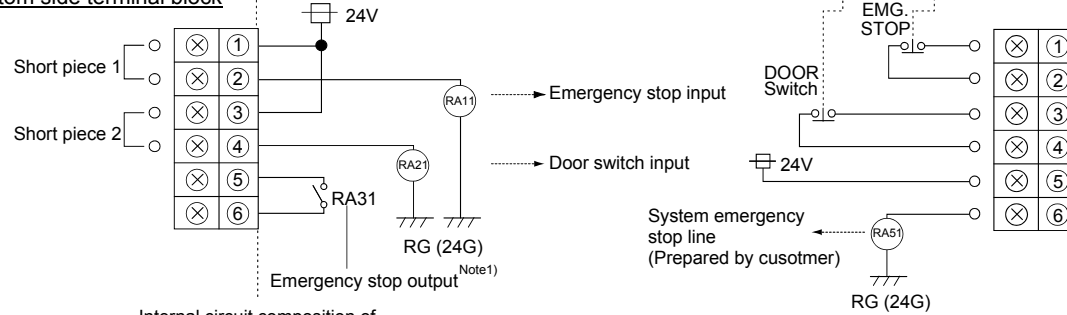 tom side terminal block
24V
Short piece 1
Short piece 2
①
②
③
④
⑤
⑥
RA11
RA21
RA31
RG (24G)
Emergency stop output Note1)
Internal circuit composition of
Emergency stop input
Door switch input
EMG.
STOP
DOOR
Switch
24V
System emergency
stop line
(Prepared by cusotmer)
RA51
RG (24G)
①
②
③
④
⑤
⑥